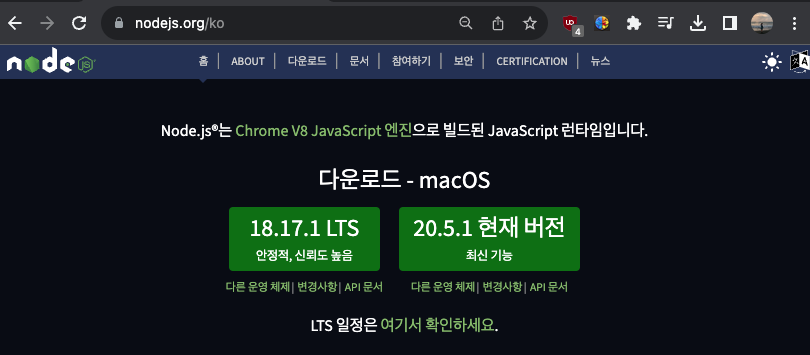 nodejs.org/ko
4
node
JS
홈 | ABOUT | 다운로드 | 문서 | 참여하기 | 보안 | CERTIFICATION | 뉴스
A
Node.js®는 Chrome V8 JavaScript 엔진으로 빌드된 JavaScript 런타임입니다.
다운로드 - macOS
18.17.1 LTS
안정적, 신뢰도 높음
20.5.1 현재 버전
최신 기능
다른 운영 체제 | 변경사항 | API 문서
다른 운영 체제 | 변경사항 | API 문서
LTS 일정은 여기서 확인하세요.